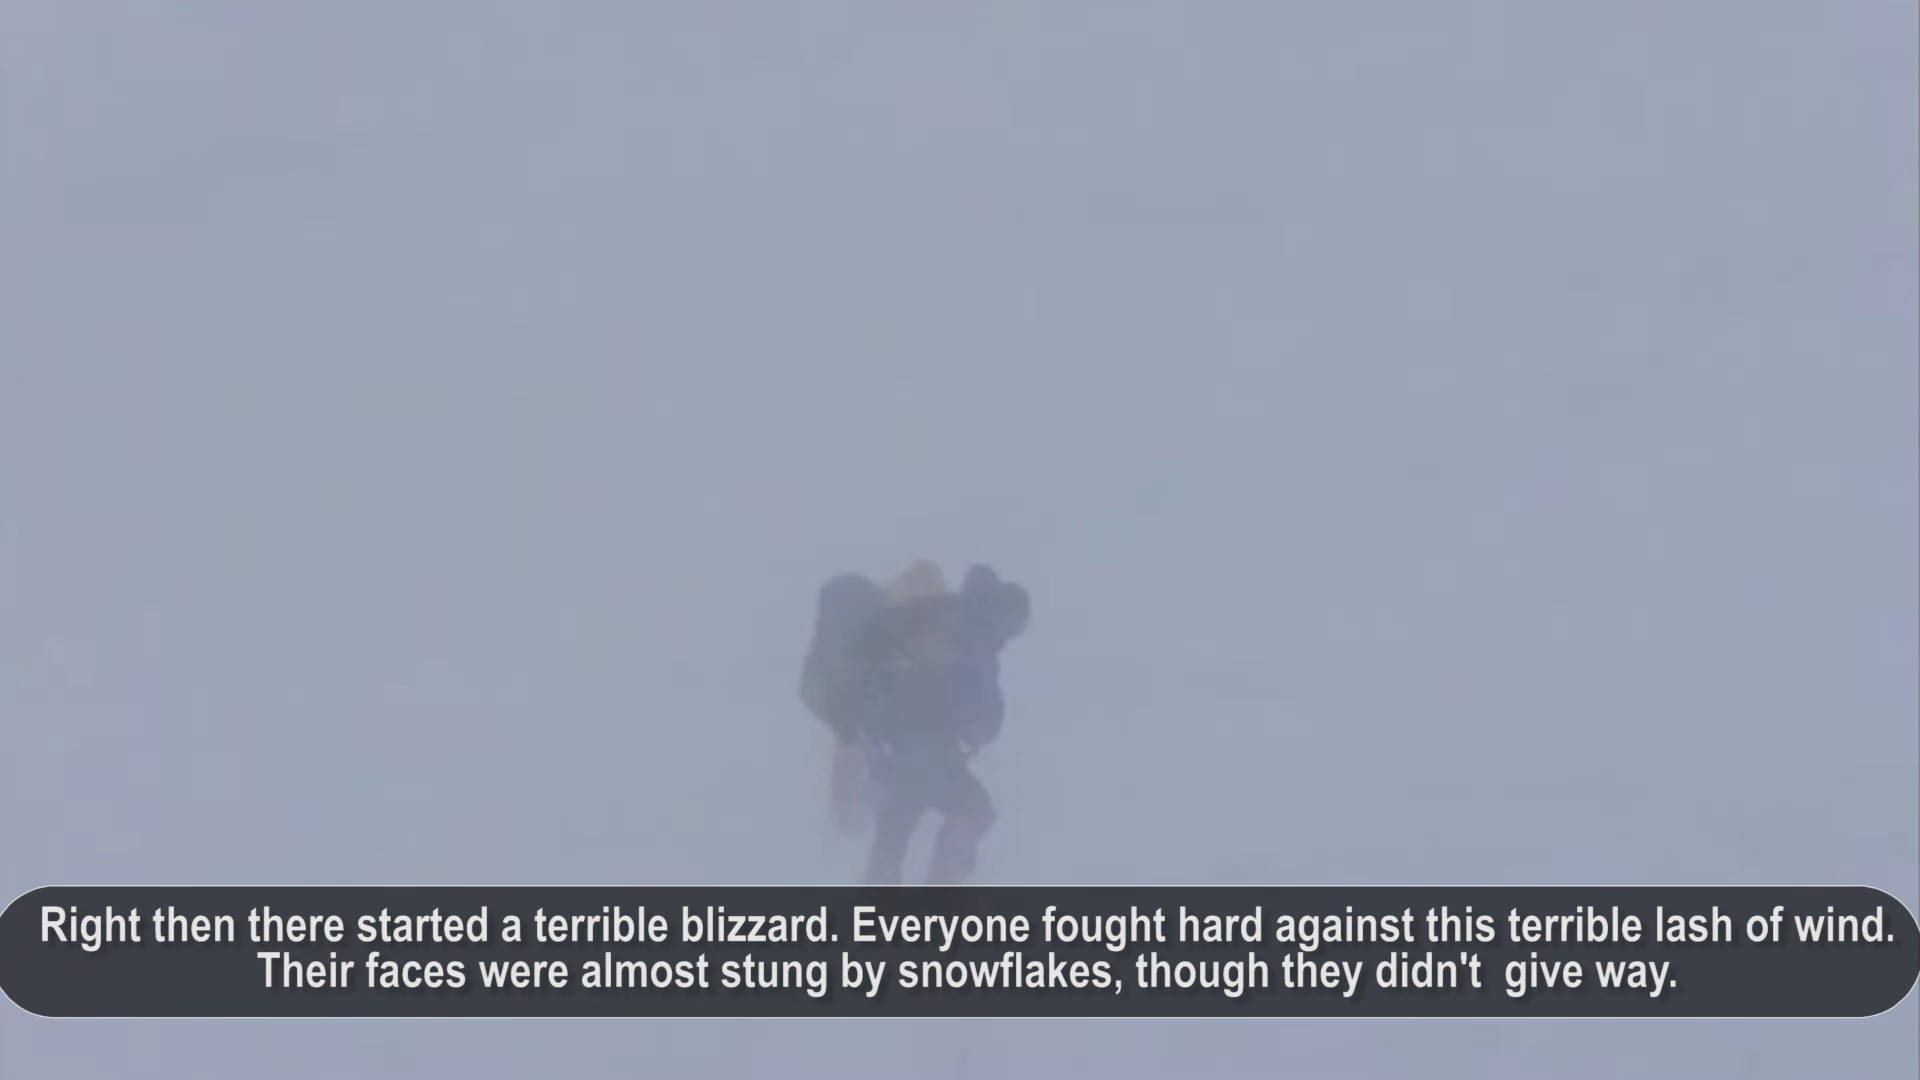 Right then there started a terrible blizzard. Everyone fought hard against this terrible lash of wind.
Their faces were almost stung by snowflakes, though they didn't  give way.